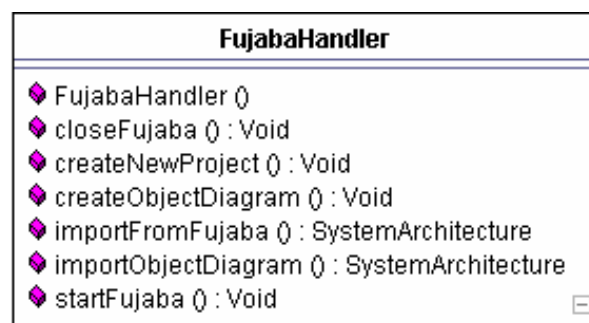 FujabaHandler
FujabaHandler () 
closeFujaba () : Void
createNewProject () : Void
createObjectDiagram () : Void
importFromFujaba () : SystemArchitecture
importObjectDiagram () : SystemArchitecture
startFujaba () : Void